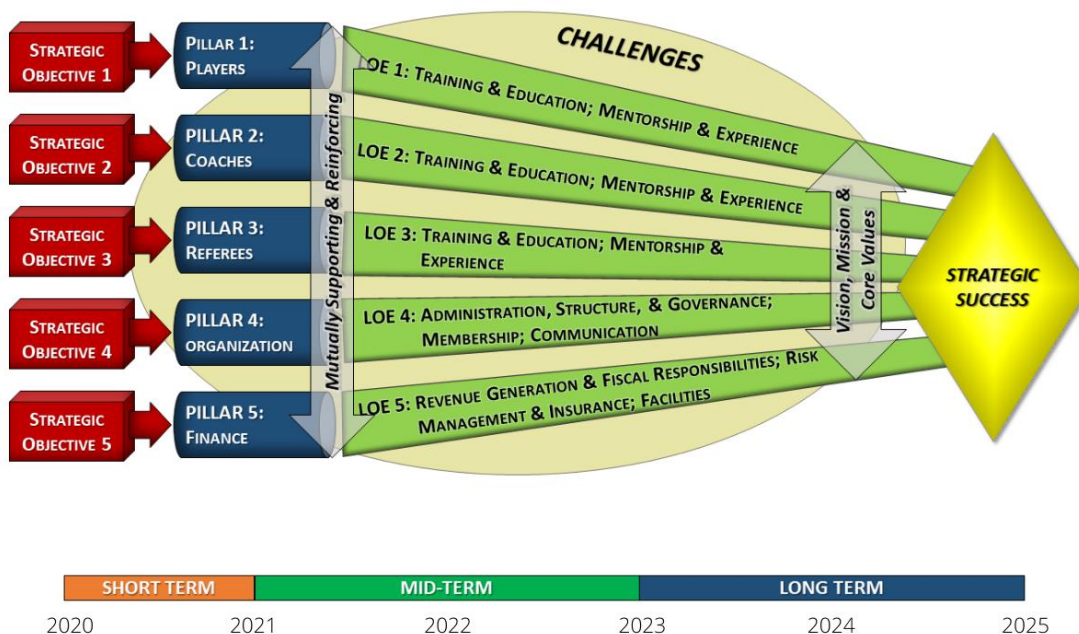 CHALLENGES
STRATEGIC
OBJECTIVE 1
PILLAR 1:
PLAYERS
LOE 1: TRAINING & EDUCATION; MENTORSHIP & EXPERIENCE
STRATEGIC
OBJECTIVE 2
PILLAR 2:
COACHES
LOE 2: TRAINING & EDUCATION; MENTORSHIP & EXPERIENCE
STRATEGIC
OBJECTIVE 3
PILLAR 3:
REFEREES
LOE 3: TRAINING & EDUCATION; MENTORSHIP &
EXPERIENCE
STRATEGIC
OBJECTIVE 4
PILLAR 4:
ORGANIZATION
LOE 4: ADMINISTRATION, STRUCTURE, & GOVERNANCE;
MEMBERSHIP; COMMUNICATION
STRATEGIC
OBJECTIVE 5
PILLAR 5:
FINANCE
LOE 5: REVENUE GENERATION & FISCAL RESPONSIBILITIES; RISK
MANAGEMENT & INSURANCE; FACILITIES
Mutually Supporting & Reinforcing
Vision, Mission &
Core Values
STRATEGIC
SUCCESS
SHORT TERM
MID-TERM
LONG TERM
2020
2021
2022
2023
2024
2025